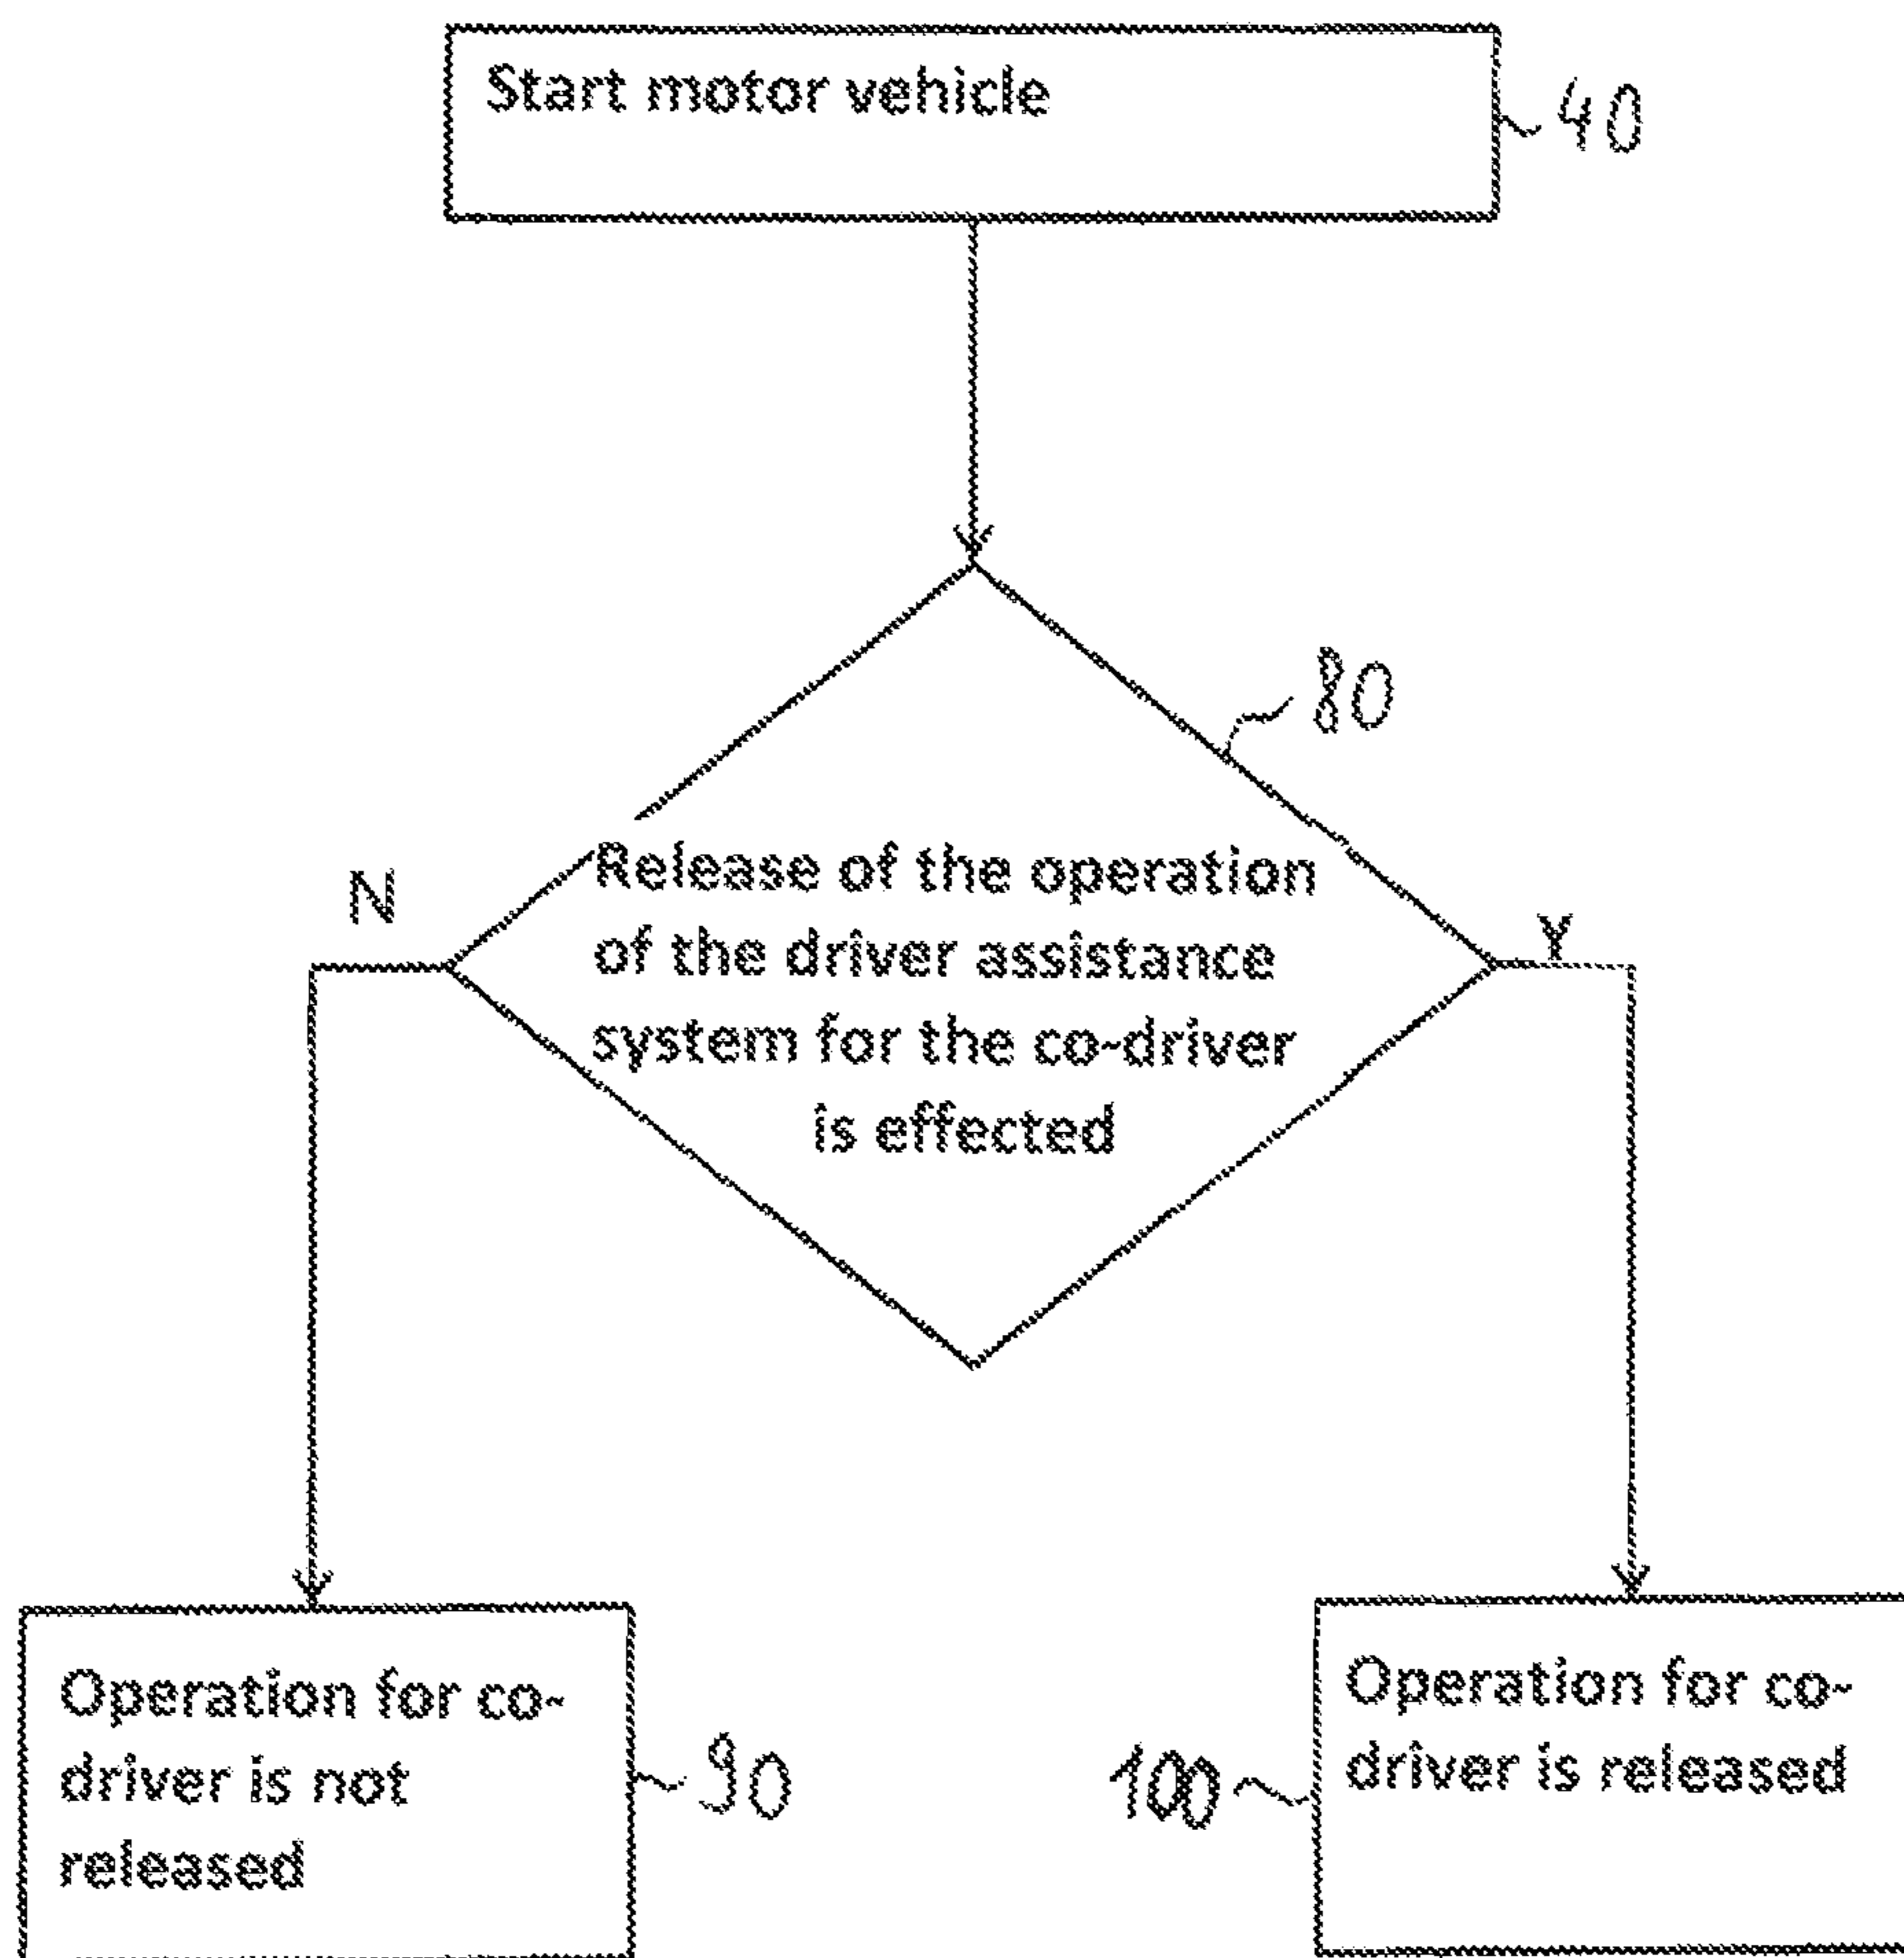 Start motor vehicle
40
80
Release of the operation
of the driver assistance
system for the co-driver
is effected
N
Y
Operation for co-
driver is not
released
90
100
Operation for co-
driver is released